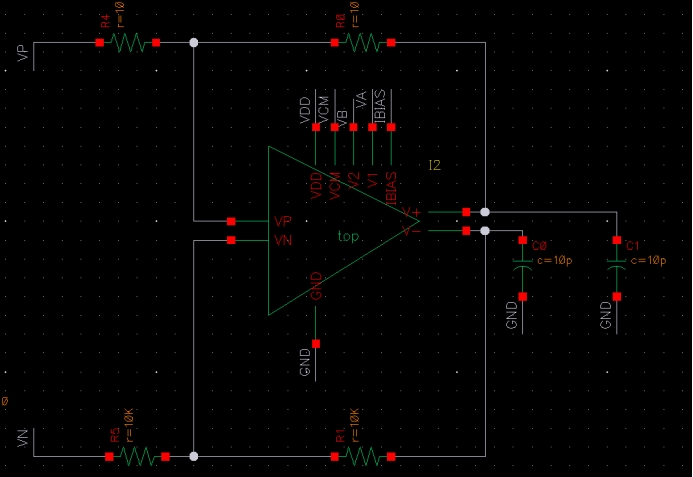 VP
R4
r=10
R0
r=10
VDD
VCM
VB
VA
IBIAS
I2
VDD
VCM
V2
V1
IBIAS
VP
VN
top
V+
V-
GND
GND
C0
c=10p
GND
C1
c=10p
GND
VN
R5
r=10K
R1
r=10K